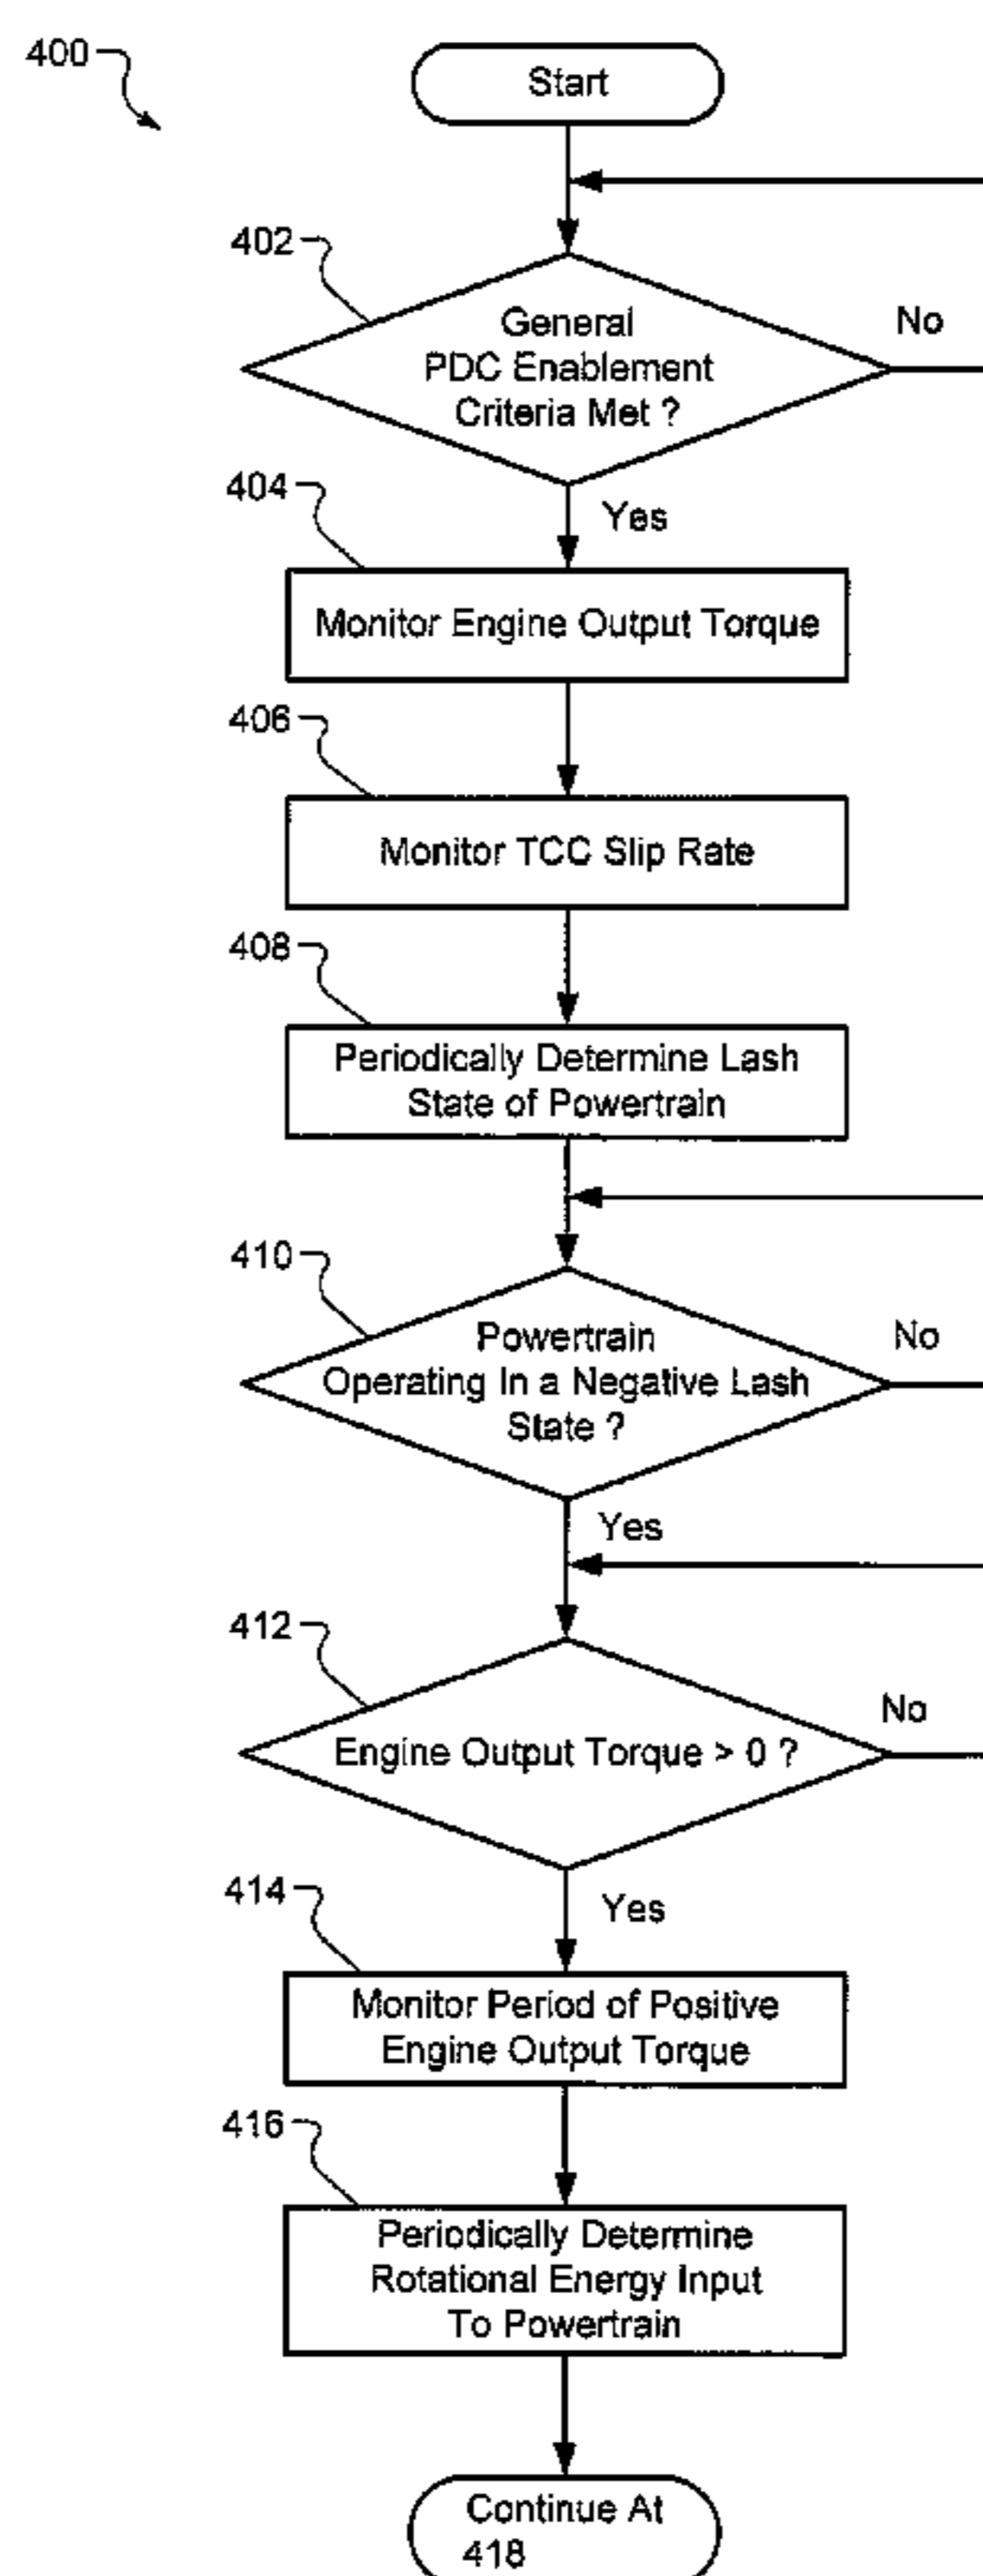 400
Start
402
General
PDC Enablement
Criteria Met ?
No
404
Yes
Monitor Engine Output Torque
406
Monitor TCC Slip Rate
408
Periodically Determine Lash
State of Powertrain
410
Powertrain
Operating In a Negative Lash
State ?
No
Yes
412
Engine Output Torque > 0 ?
No
414
Yes
Monitor Period of Positive
Engine Output Torque
416
Periodically Determine
Rotational Energy Input
To Powertrain
Continue At
418